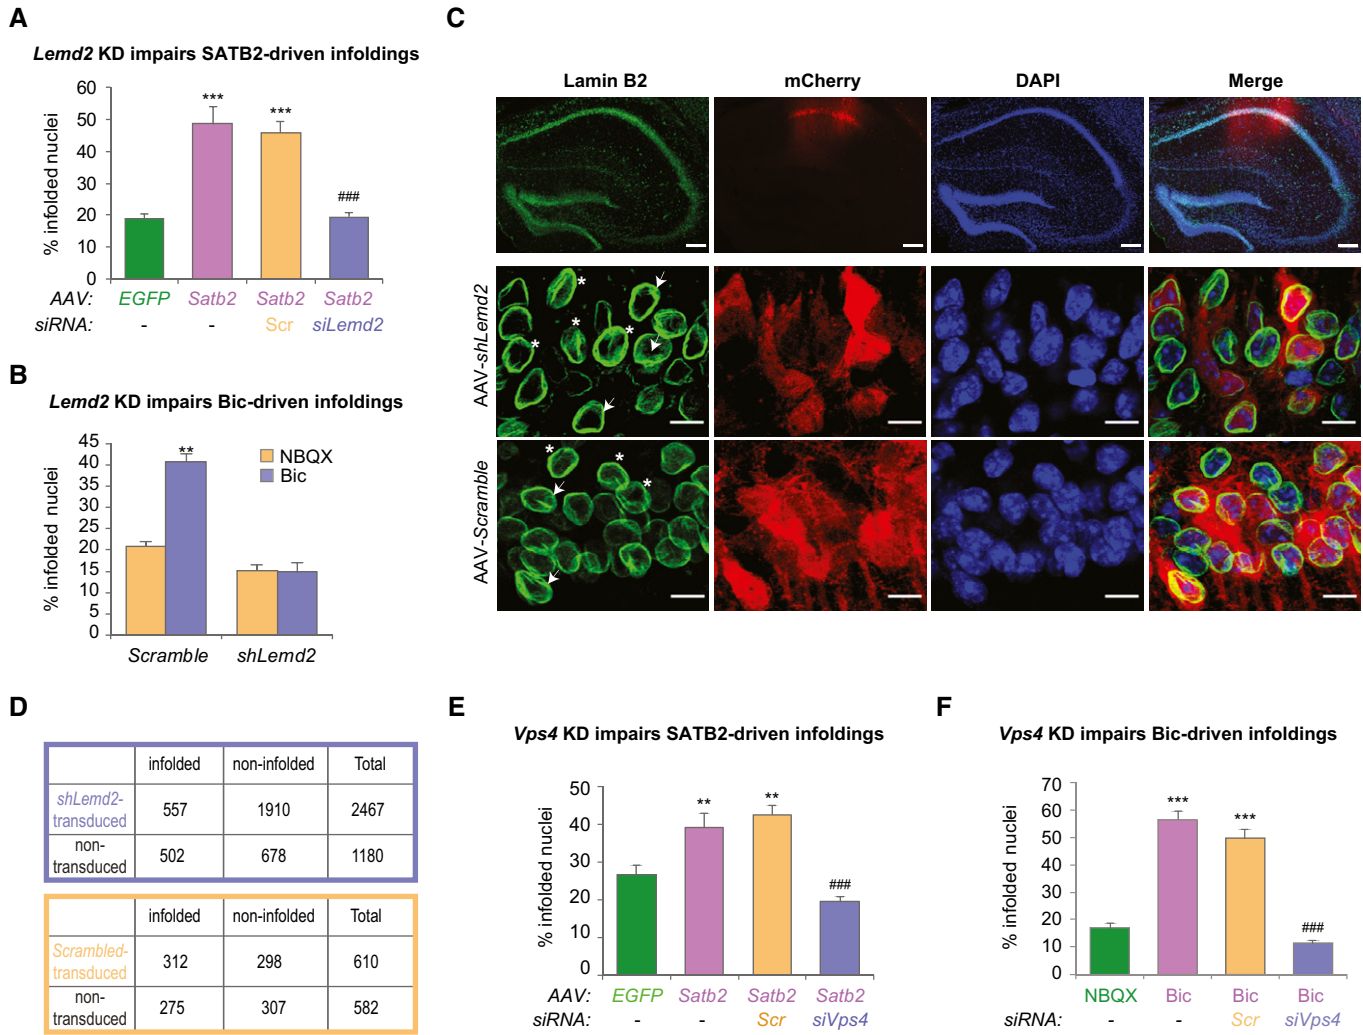 A
Lemd2 KD impairs SATB2-driven infoldings
% infolded nuclei
60
50
40
30
20
10
0
***
***
###
AAV: EGFP Satb2 Satb2 Satb2
siRNA: - - Scr siLemd2
B
Lemd2 KD impairs Bic-driven infoldings
% infolded nuclei
45
40
35
30
25
20
15
10
5
0
**
NBQX
Bic
Scramble shLemd2
C
Lamin B2 mCherry DAPI Merge
AAV-shLemd2
* * * *
AAV-Scramble
* * *
D
infolded non-infolded Total
shLemd2-
transduced 557 1910 2467
non-
transduced 502 678 1180
infolded non-infolded Total
Scrambled-
transduced 312 298 610
non-
transduced 275 307 582
E
Vps4 KD impairs SATB2-driven infoldings
% infolded nuclei
50
40
30
20
10
0
**
**
###
AAV: EGFP Satb2 Satb2 Satb2
siRNA: - - Scr siVps4
F
Vps4 KD impairs Bic-driven infoldings
% infolded nuclei
70
60
50
40
30
20
10
0
***
***
###
NBQX Bic Bic Bic
siRNA: - - Scr siVps4